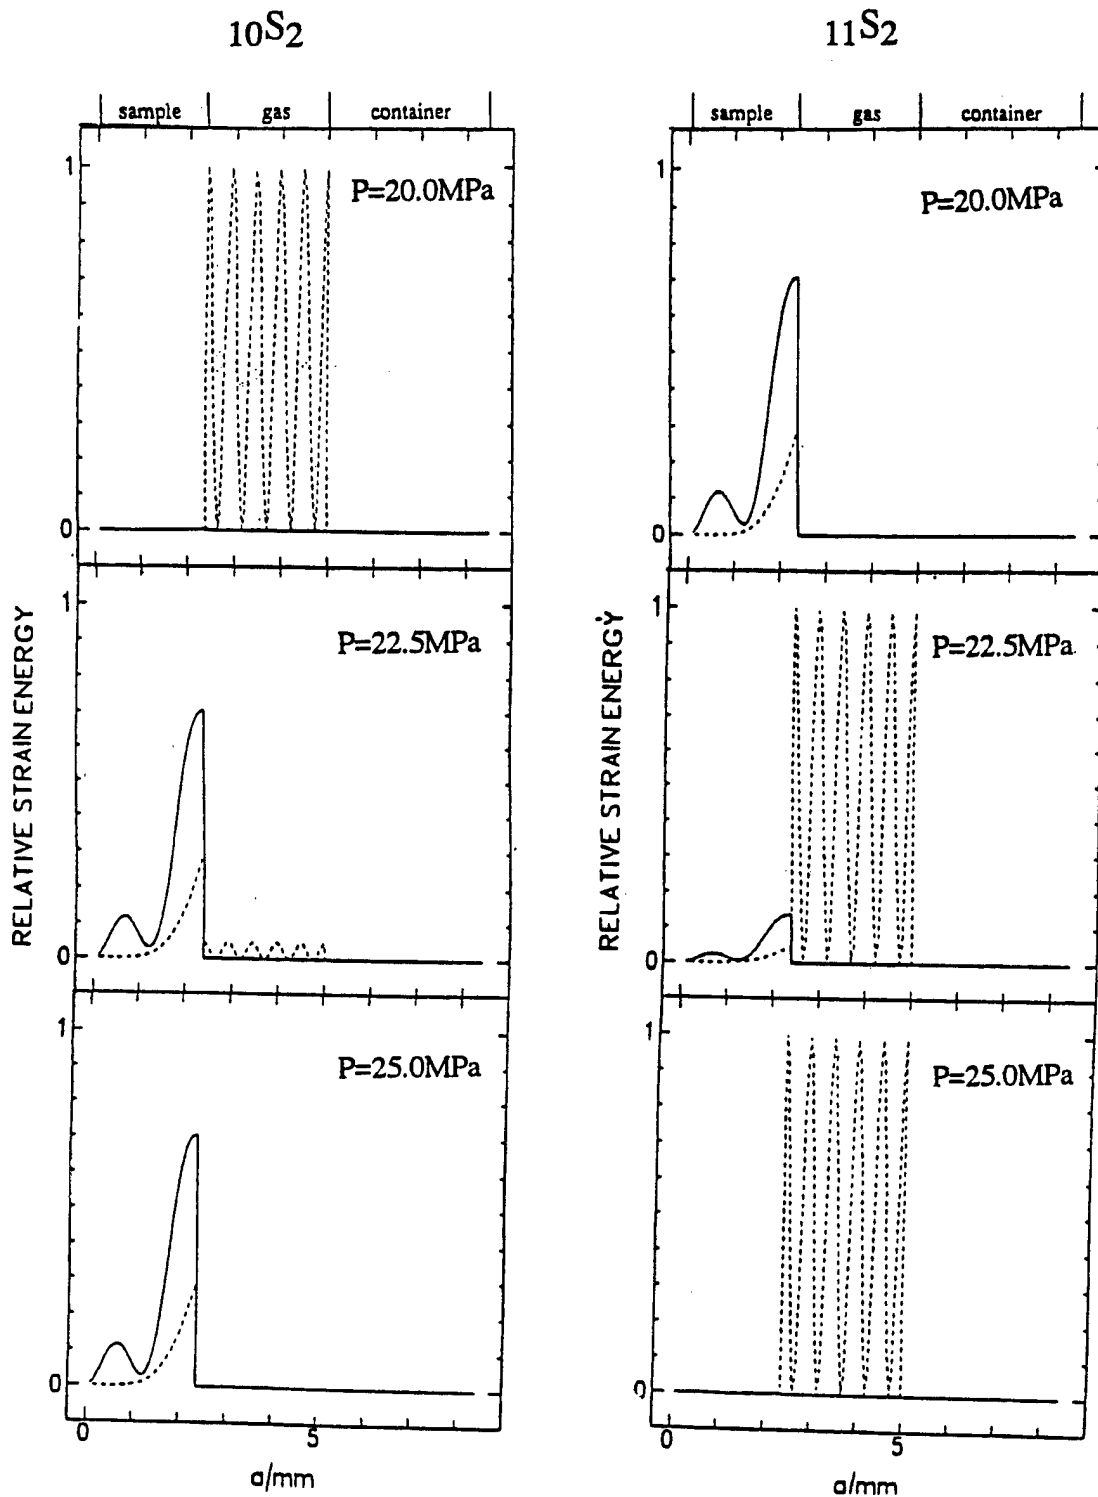 10S2
11S2
sample gas container
sample gas container
1
P=20.0MPa
0
1
P=20.0MPa
0
1
P=22.5MPa
0
1
P=22.5MPa
0
RELATIVE STRAIN ENERGY
RELATIVE STRAIN ENERGY
1
P=25.0MPa
0
1
P=25.0MPa
0
0 5
a/mm
0 5
a/mm